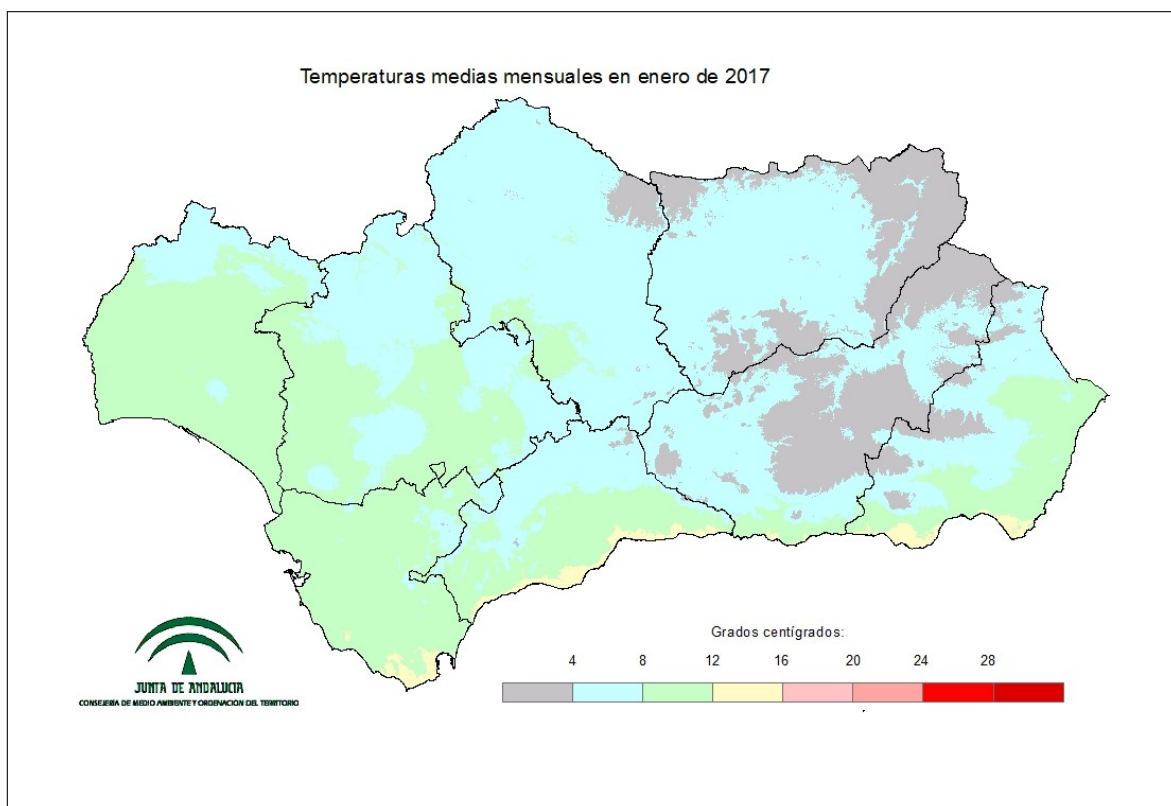 Temperaturas medias mensuales en enero de 2017
Grados centígrados:
4 8 12 16 20 24 28
JUNTA DE ANDALUCIA
CONSEJERÍA DE MEDIO AMBIENTE Y ORDENACIÓN DEL TERRITORIO